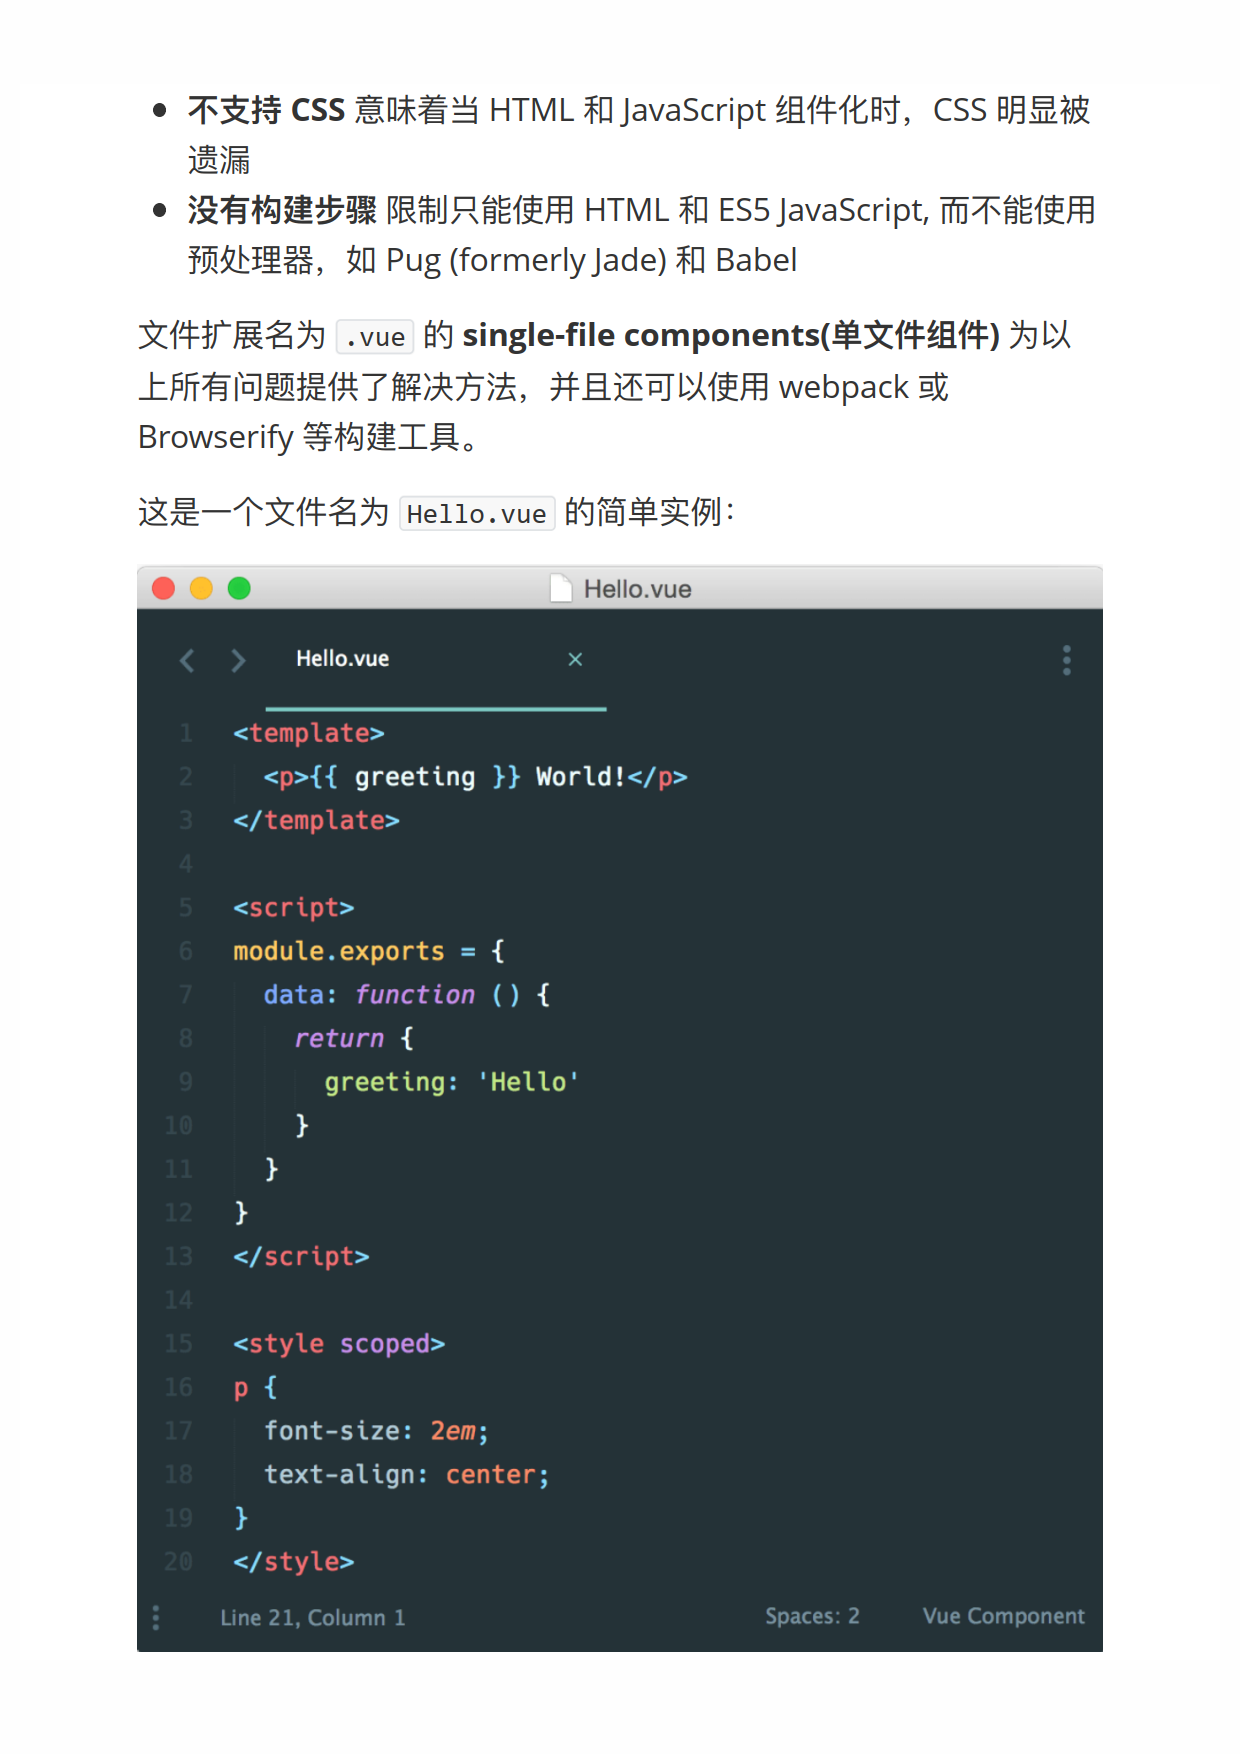 不支持 CSS 意味着当 HTML 和 JavaScript 组件化时，CSS 明显被
遗漏
没有构建步骤 限制只能使用 HTML 和 ES5 JavaScript, 而不能使用
预处理器，如 Pug (formerly Jade) 和 Babel
文件扩展名为 .vue 的 single-file components(单文件组件) 为以
上所有问题提供了解决方法，并且还可以使用 webpack 或
Browserify 等构建工具。
这是一个文件名为 Hello.vue 的简单实例：
Hello.vue
Hello.vue ×
1 <template>
2 <p>{{ greeting }} World!</p>
3 </template>
4
5 <script>
6 module.exports = {
7 data: function () {
8 return {
9 greeting: 'Hello'
10 }
11 }
12 }
13 </script>
14
15 <style scoped>
16 p {
17 font-size: 2em;
18 text-align: center;
19 }
20 </style>
Line 21, Column 1 Spaces: 2 Vue Component